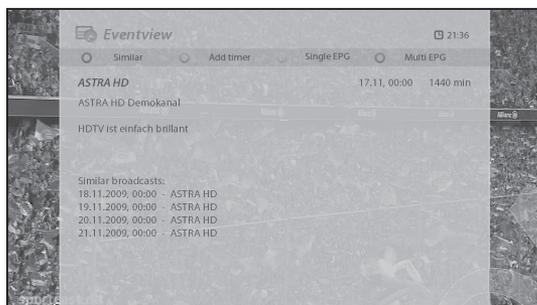 Eventview 21:36
Similar Add timer Single EPG Multi EPG
ASTRA HD 17.11, 00:00 1440 min
ASTRA HD Demokanal
Allianz Allianz
HDTV ist einfach brillant
Similar broadcasts:
18.11.2009, 00:00 - ASTRA HD
19.11.2009, 00:00 - ASTRA HD
20.11.2009, 00:00 - ASTRA HD
21.11.2009, 00:00 - ASTRA HD